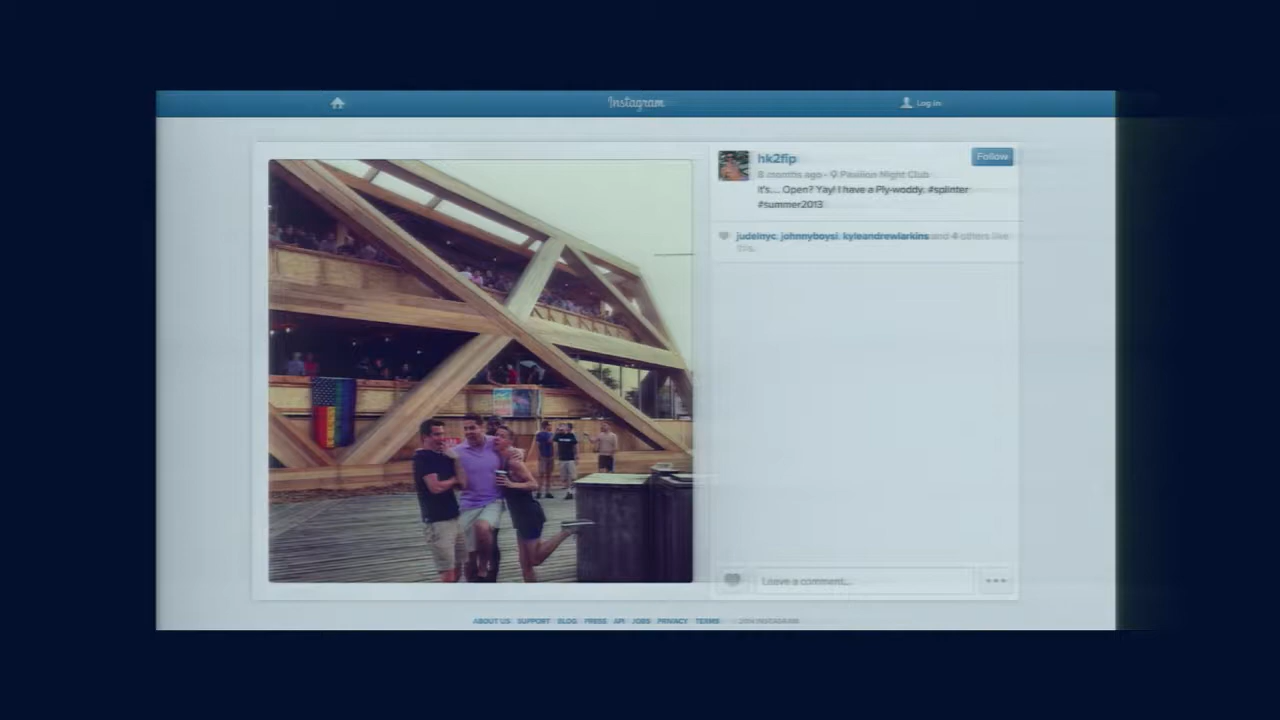 Instagram
Log in
hk2fip
Follow
8 months ago · Pavilion Night Club
It's... Open? Yay! I have a Ply-woddy. #splinter
#summer2013
judelnyc, johnnyboysl, kyleandrewlarkins and 4 others like
this.
Leave a comment...
ABOUT US SUPPORT BLOG PRESS API JOBS PRIVACY TERMS © 2014 INSTAGRAM